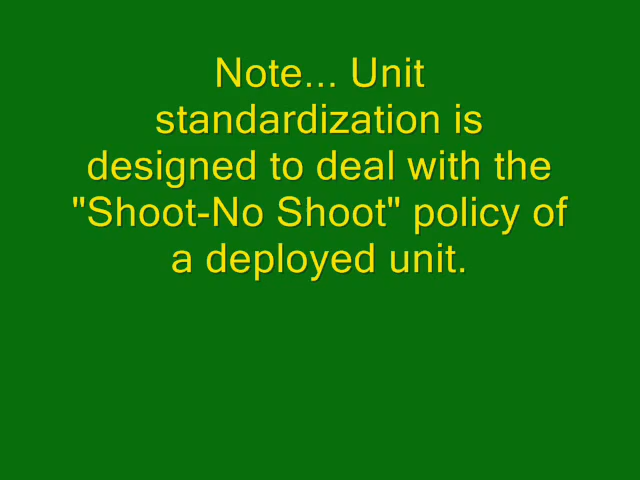 Note... Unit
standardization is
designed to deal with the
"Shoot-No Shoot" policy of
a deployed unit.